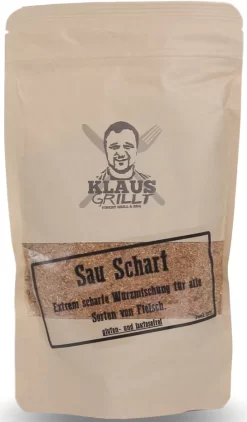 KLAUS
GRILLT
Sau Scharf
Extrem scharfe Würzmischung für alle
Sorten von Fleisch.
gluten- und laktosefrei